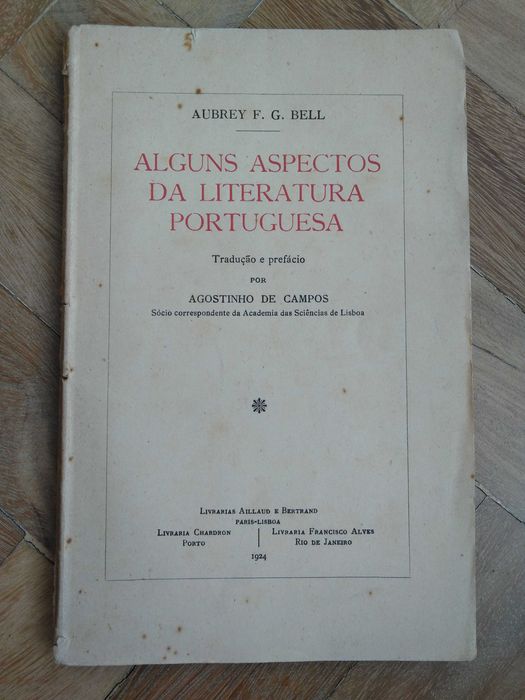 AUBREY F. G. BELL
ALGUNS ASPECTOS
DA LITERATURA
PORTUGUESA
Tradução e prefácio
POR
AGOSTINHO DE CAMPOS
Sócio correspondente da Academia das Sciências de Lisboa
LIVRARIAS AILLAUD E BERTRAND
PARIS-LISBOA
LIVRARIA CHARDRON
PORTO
LIVRARIA FRANCISCO ALVES
RIO DE JANEIRO
1924